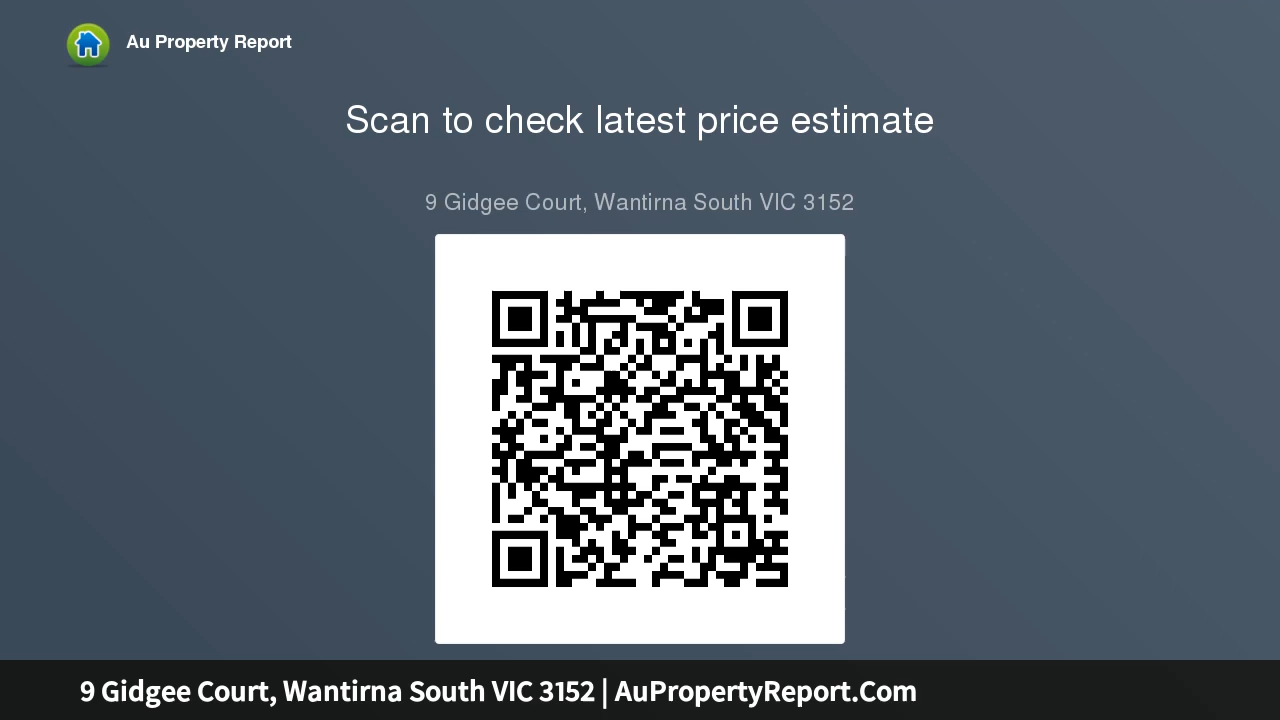 Au Property Report
Scan to check latest price estimate
9 Gidgee Court, Wantirna South VIC 3152
9 Gidgee Court, Wantirna South VIC 3152 | AuPropertyReport.Com